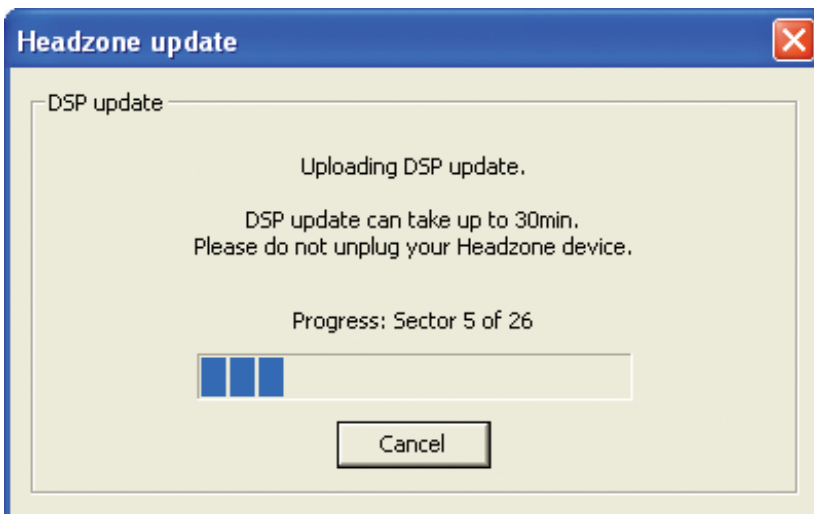 Headzone update
DSP update
Uploading DSP update.
DSP update can take up to 30min.
Please do not unplug your Headzone device.
Progress: Sector 5 of 26
Cancel